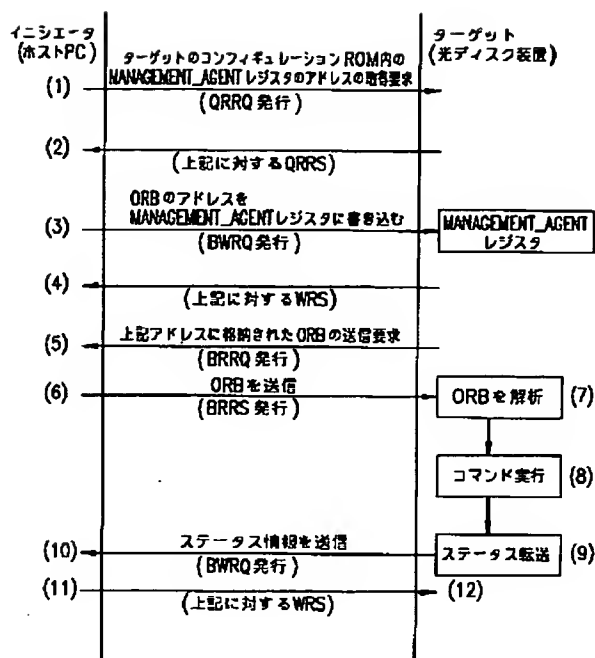 イニシエータ
(ホストPC)
ターゲット
(光ディスク装置)
ターゲットのコンフィギュレーションROM内の
MANAGEMENT_AGENTレジスタのアドレスの取得要求
(1)
(QRRQ発行)
(2)
(上記に対するQRRS)
ORBのアドレスを
MANAGEMENT_AGENTレジスタに書き込む
(3)
(BWRQ発行)
MANAGEMENT_AGENT
レジスタ
(4)
(上記に対するWRS)
上記アドレスに格納されたORBの送信要求
(5)
(BRRQ発行)
ORBを送信
(6)
(BRRS発行)
ORBを解析
(7)
コマンド実行
(8)
ステータス情報を送信
(10)
(BWRQ発行)
ステータス転送
(9)
(11)
(上記に対するWRS)
(12)